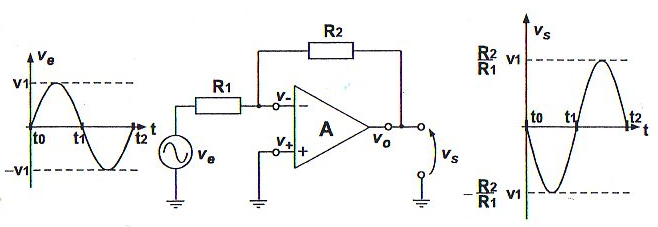 ve
V1
t0
t1
t2
t
−V1
R1
R2
v-
−
v+
+
A
vo
ve
vs
vs
R2
R1 V1
t0
t1
t2
t
− R2
R1 V1